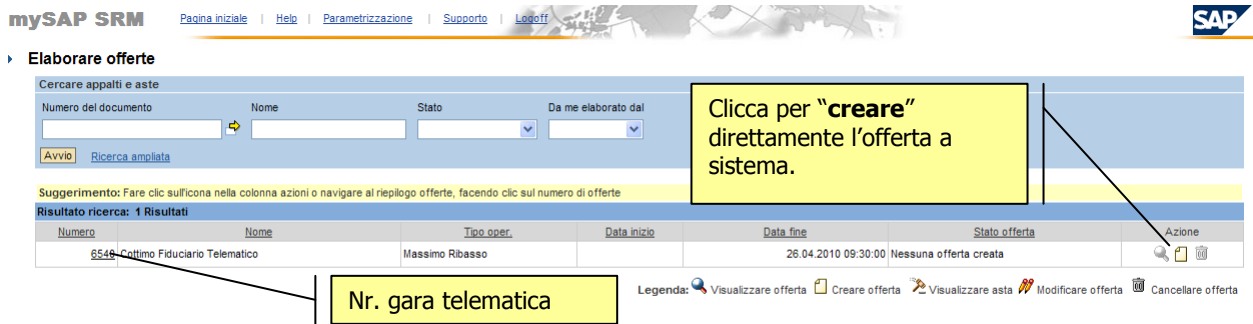 mySAP SRM
Pagina iniziale | Help | Parametrizzazione | Supporto | Logoff
SAP
Elaborare offerte
Cercare appalti e aste
Numero del documento Nome Stato Da me elaborato dal
Avvio Ricerca ampliata
Clicca per “creare”
direttamente l’offerta a
sistema.
Suggerimento: Fare clic sull'icona nella colonna azioni o navigare al riepilogo offerte, facendo clic sul numero di offerte
Risultato ricerca: 1 Risultati
Numero Nome Tipo oper. Data inizio Data fine Stato offerta Azione
6540 Cottimo Fiduciario Telematico Massimo Ribasso 26.04.2010 09:30:00 Nessuna offerta creata
Nr. gara telematica
Legenda: Visualizzare offerta Creare offerta Visualizzare asta Modificare offerta Cancellare offerta